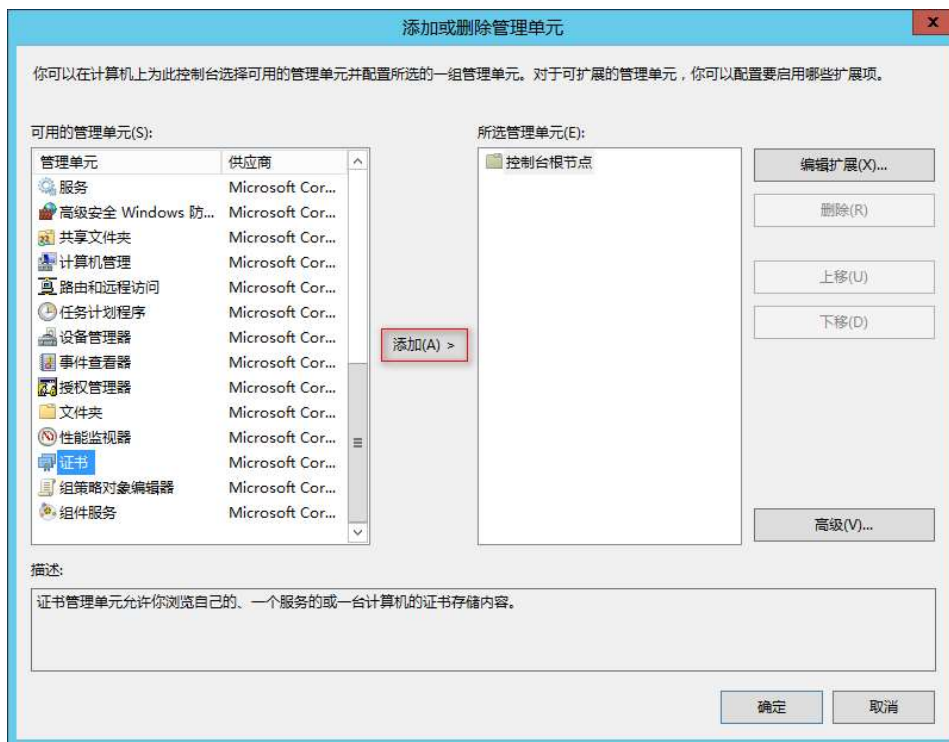 添加或删除管理单元
x
你可以在计算机上为此控制台选择可用的管理单元并配置所选的一组管理单元。对于可扩展的管理单元，你可以配置要启用哪些扩展项。
可用的管理单元(S):
管理单元 供应商
服务 Microsoft Cor...
高级安全 Windows 防... Microsoft Cor...
共享文件夹 Microsoft Cor...
计算机管理 Microsoft Cor...
路由和远程访问 Microsoft Cor...
任务计划程序 Microsoft Cor...
设备管理器 Microsoft Cor...
事件查看器 Microsoft Cor...
授权管理器 Microsoft Cor...
文件夹 Microsoft Cor...
性能监视器 Microsoft Cor...
证书 Microsoft Cor...
组策略对象编辑器 Microsoft Cor...
组件服务 Microsoft Cor...
添加(A) >
所选管理单元(E):
控制台根节点
编辑扩展(X)...
删除(R)
上移(U)
下移(D)
高级(V)...
描述:
证书管理单元允许你浏览自己的、一个服务的或一台计算机的证书存储内容。
确定
取消